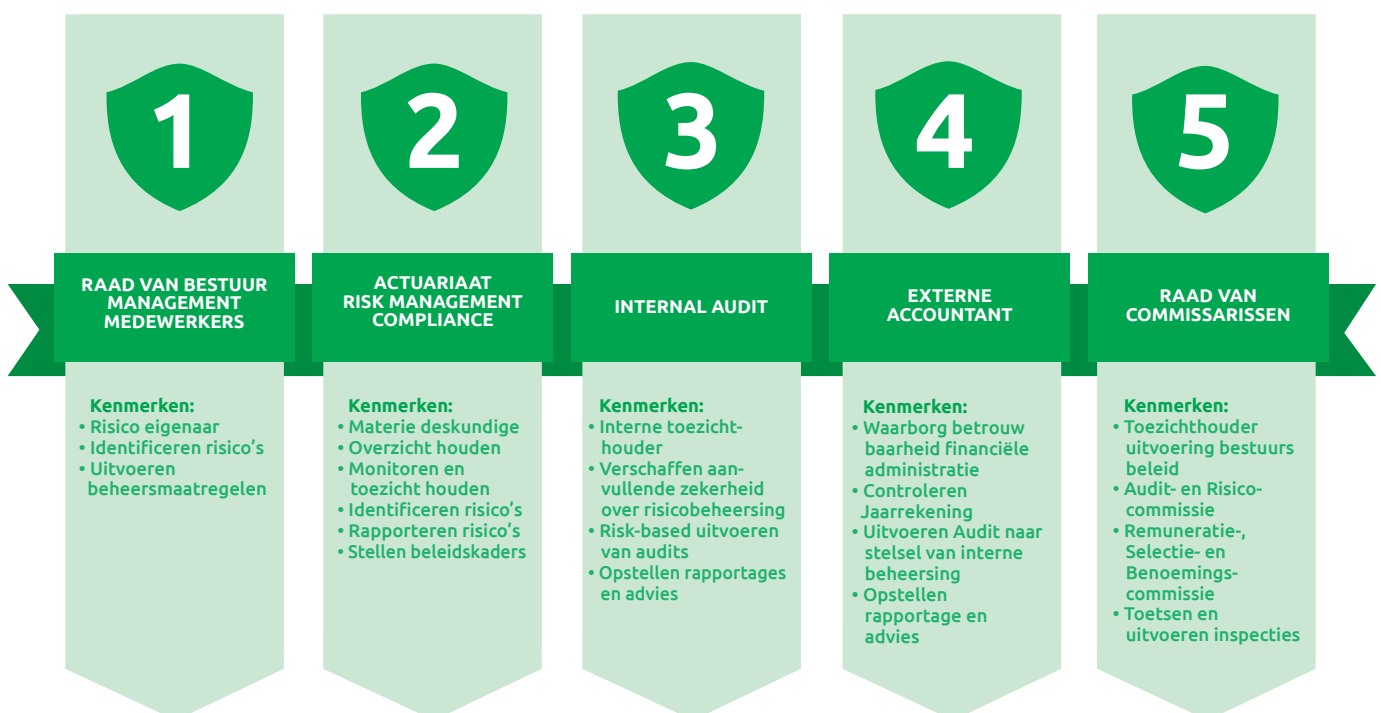 1
RAAD VAN BESTUUR
MANAGEMENT
MEDEWERKERS
Kenmerken:
• Risico eigenaar
• Identificeren risico’s
• Uitvoeren
beheersmaatregelen
2
ACTUARIAAT
RISK MANAGEMENT
COMPLIANCE
Kenmerken:
• Materie deskundige
• Overzicht houden
• Monitoren en
toezicht houden
• Identificeren risico’s
• Rapporteren risico’s
• Stellen beleidskaders
3
INTERNAL AUDIT
Kenmerken:
• Interne toezicht-
houder
• Verschaffen aan-
vullende zekerheid
over risicobeheersing
• Risk-based uitvoeren
van audits
• Opstellen rapportages
en advies
4
EXTERNE
ACCOUNTANT
Kenmerken:
• Waarborg betrouw
baarheid financiële
administratie
• Controleren
Jaarrekening
• Uitvoeren Audit naar
stelsel van interne
beheersing
• Opstellen
rapportage en
advies
5
RAAD VAN
COMMISSARISSEN
Kenmerken:
• Toezichthouder
uitvoering bestuurs
beleid
• Audit- en Risico-
commissie
• Remuneratie-,
Selectie- en
Benoemings-
commissie
• Toetsen en
uitvoeren inspecties